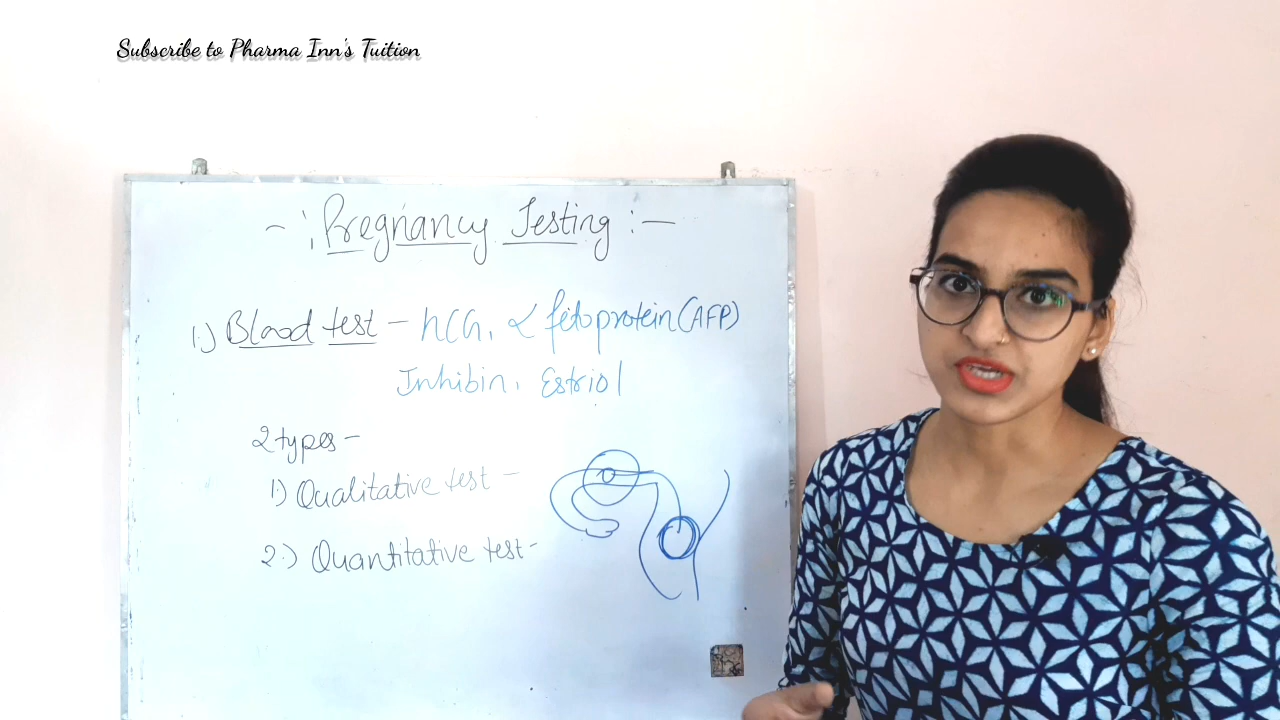 Subscribe to Pharma Inn's Tuition
-: Pregnancy Testing :-
1.) Blood test - hCG, α fetoprotein (AFP)
Inhibin, Estriol
2 types -
1.) Qualitative test -
2.) Quantitative test -